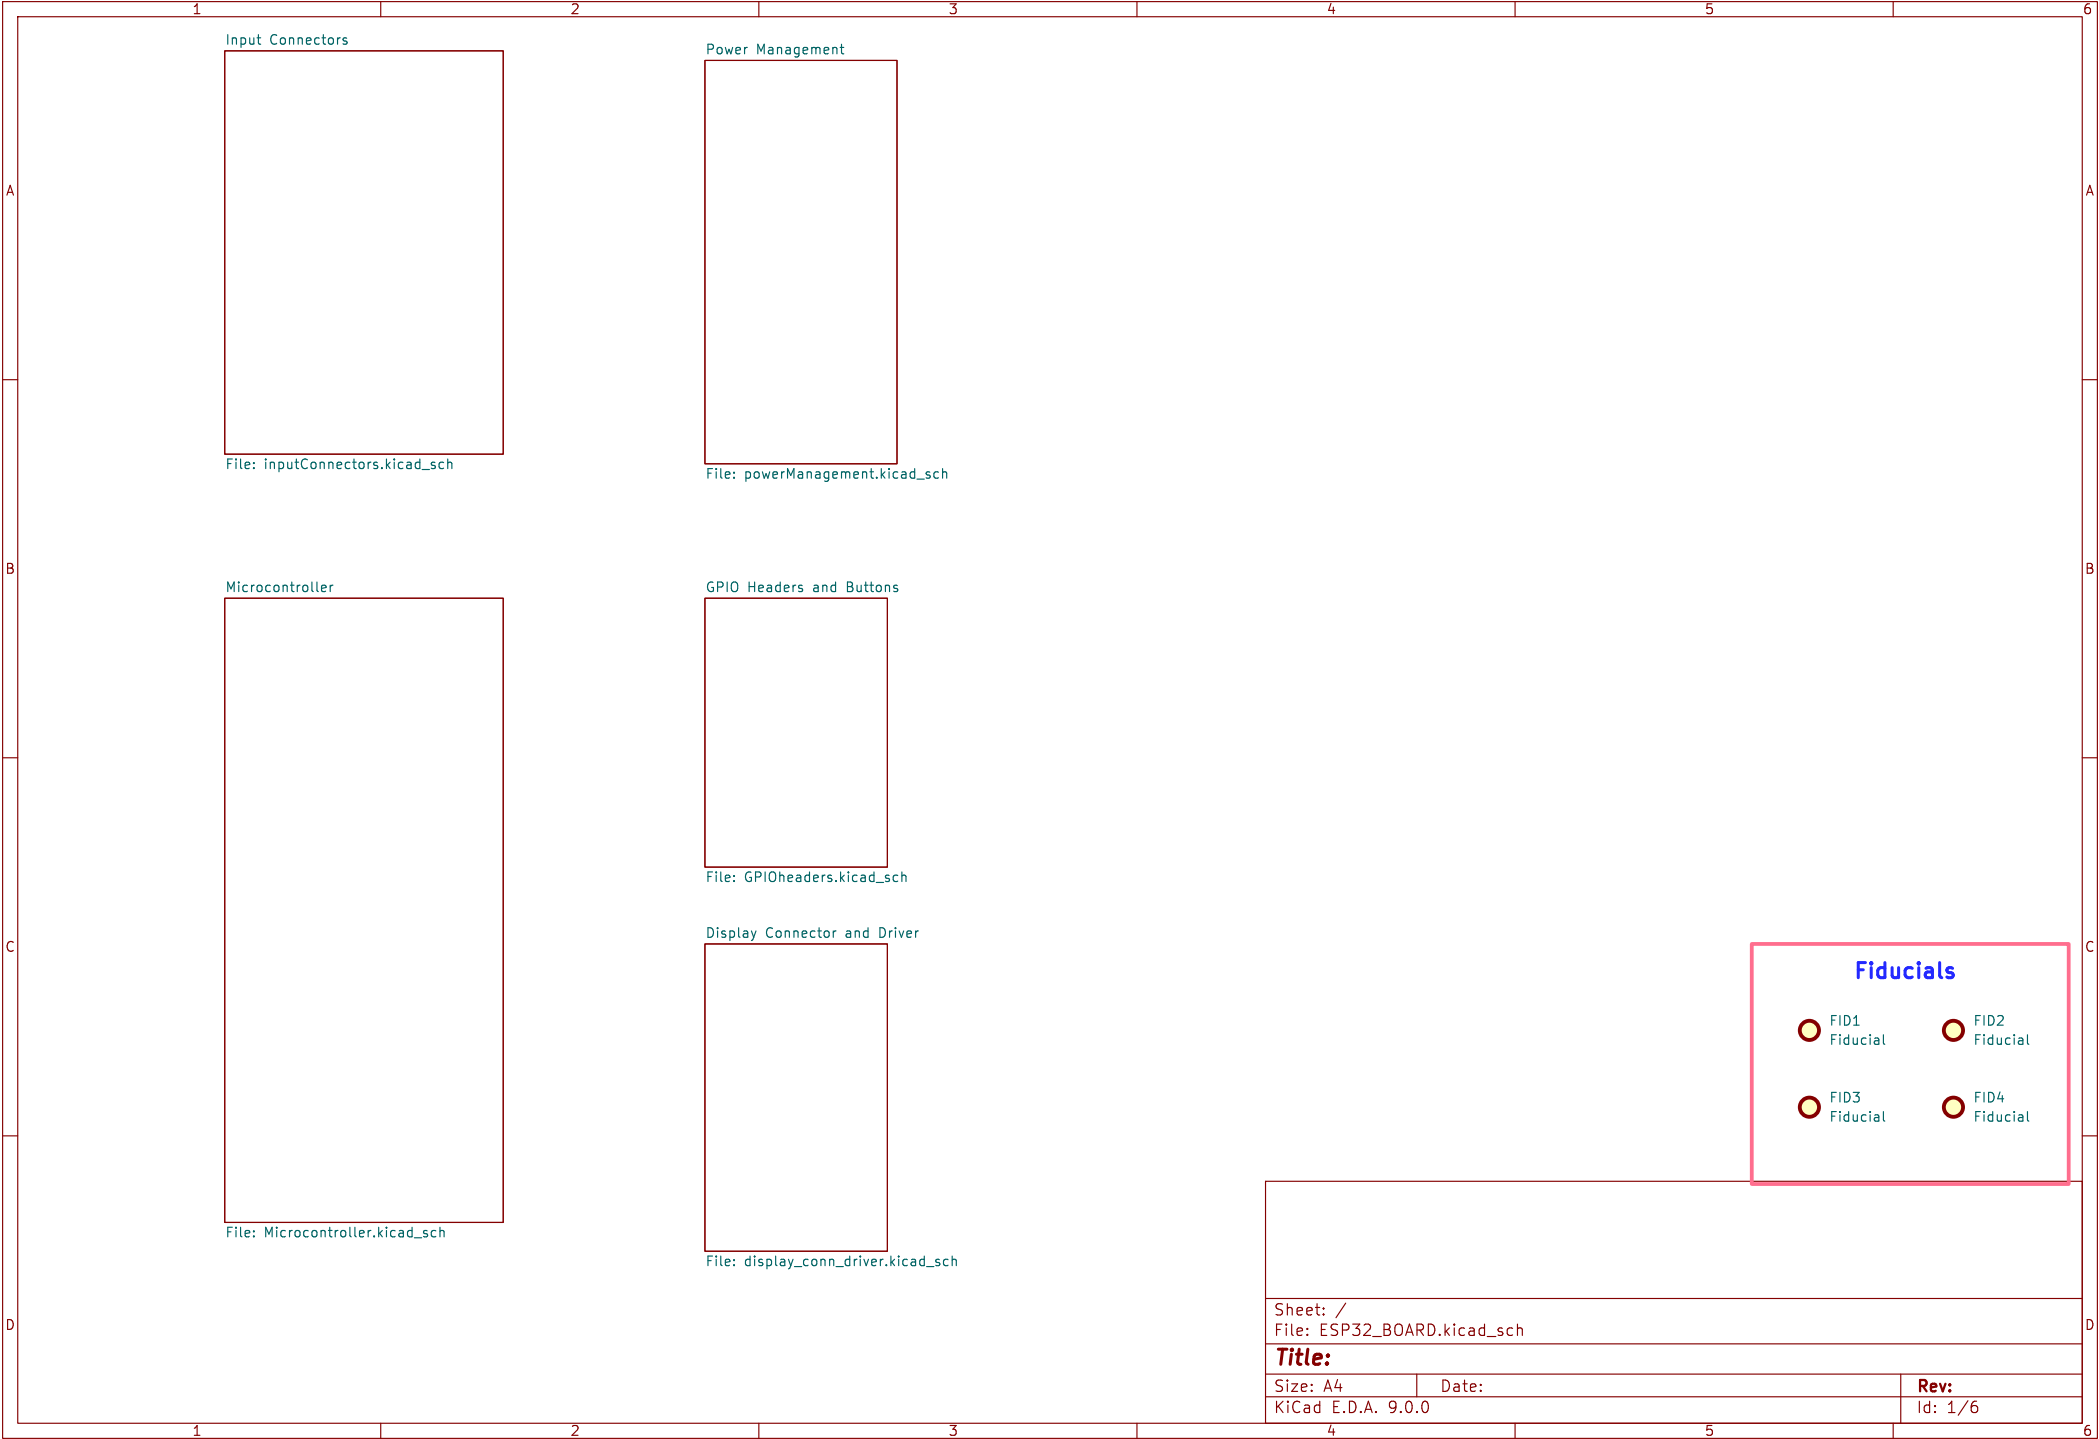 1 2 3 4 5 6
Input Connectors
Power Management
A A
File: inputConnectors.kicad_sch
File: powerManagement.kicad_sch
B B
Microcontroller
GPIO Headers and Buttons
File: GPIOheaders.kicad_sch
Display Connector and Driver
C C
Fiducials
FID1
Fiducial
FID2
Fiducial
FID3
Fiducial
FID4
Fiducial
File: Microcontroller.kicad_sch
File: display_conn_driver.kicad_sch
Sheet: /
File: ESP32_BOARD.kicad_sch
D D
Title:
Size: A4 Date: Rev:
KiCad E.D.A. 9.0.0 Id: 1/6
1 2 3 4 5 6